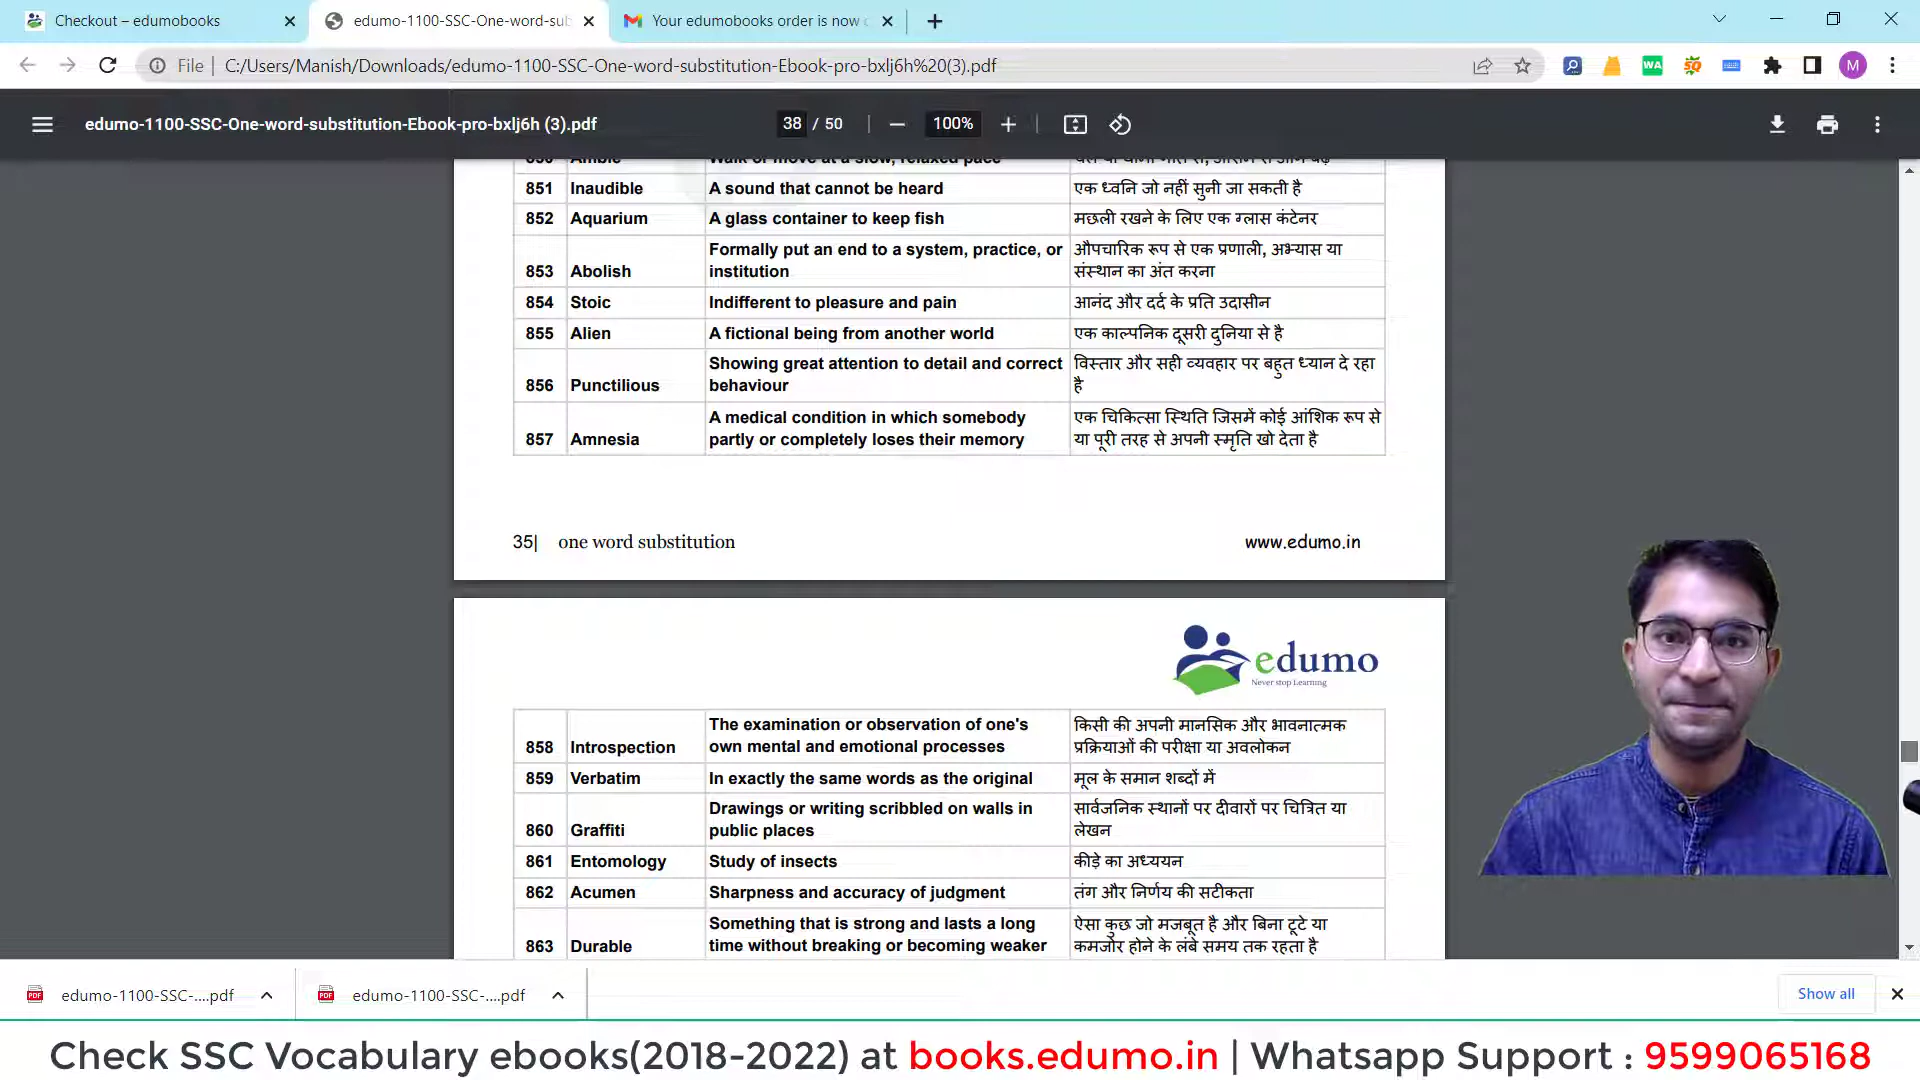 Checkout – edumobooks
edumo-1100-SSC-One-word-sub
Your edumobooks order is now c
File | C:/Users/Manish/Downloads/edumo-1100-SSC-One-word-substitution-Ebook-pro-bxlj6h%20(3).pdf
edumo-1100-SSC-One-word-substitution-Ebook-pro-bxlj6h (3).pdf
38 / 50
100%
850 Amble Walk or move at a slow, relaxed pace
851 Inaudible A sound that cannot be heard एक ध्वनि जो नहीं सुनी जा सकती है
852 Aquarium A glass container to keep fish मछली रखने के लिए एक ग्लास कंटेनर
Formally put an end to a system, practice, or औपचारिक रूप से एक प्रणाली, अभ्यास या
853 Abolish institution संस्थान का अंत करना
854 Stoic Indifferent to pleasure and pain आनंद और दर्द के प्रति उदासीन
855 Alien A fictional being from another world एक काल्पनिक दूसरी दुनिया से है
Showing great attention to detail and correct विस्तार और सही व्यवहार पर बहुत ध्यान दे रहा
856 Punctilious behaviour है
A medical condition in which somebody एक चिकित्सा स्थिति जिसमें कोई आंशिक रूप से
857 Amnesia partly or completely loses their memory या पूरी तरह से अपनी स्मृति खो देता है
35| one word substitution www.edumo.in
edumo
Never stop Learning
The examination or observation of one's किसी की अपनी मानसिक और भावनात्मक
858 Introspection own mental and emotional processes प्रक्रियाओं की परीक्षा या अवलोकन
859 Verbatim In exactly the same words as the original मूल के समान शब्दों में
Drawings or writing scribbled on walls in सार्वजनिक स्थानों पर दीवारों पर चित्रित या
860 Graffiti public places लेखन
861 Entomology Study of insects कीड़े का अध्ययन
862 Acumen Sharpness and accuracy of judgment तंग और निर्णय की सटीकता
Something that is strong and lasts a long ऐसा कुछ जो मजबूत है और बिना टूटे या
863 Durable time without breaking or becoming weaker कमजोर होने के लंबे समय तक रहता है
edumo-1100-SSC-....pdf
edumo-1100-SSC-....pdf
Show all
Check SSC Vocabulary ebooks(2018-2022) at books.edumo.in | Whatsapp Support : 9599065168